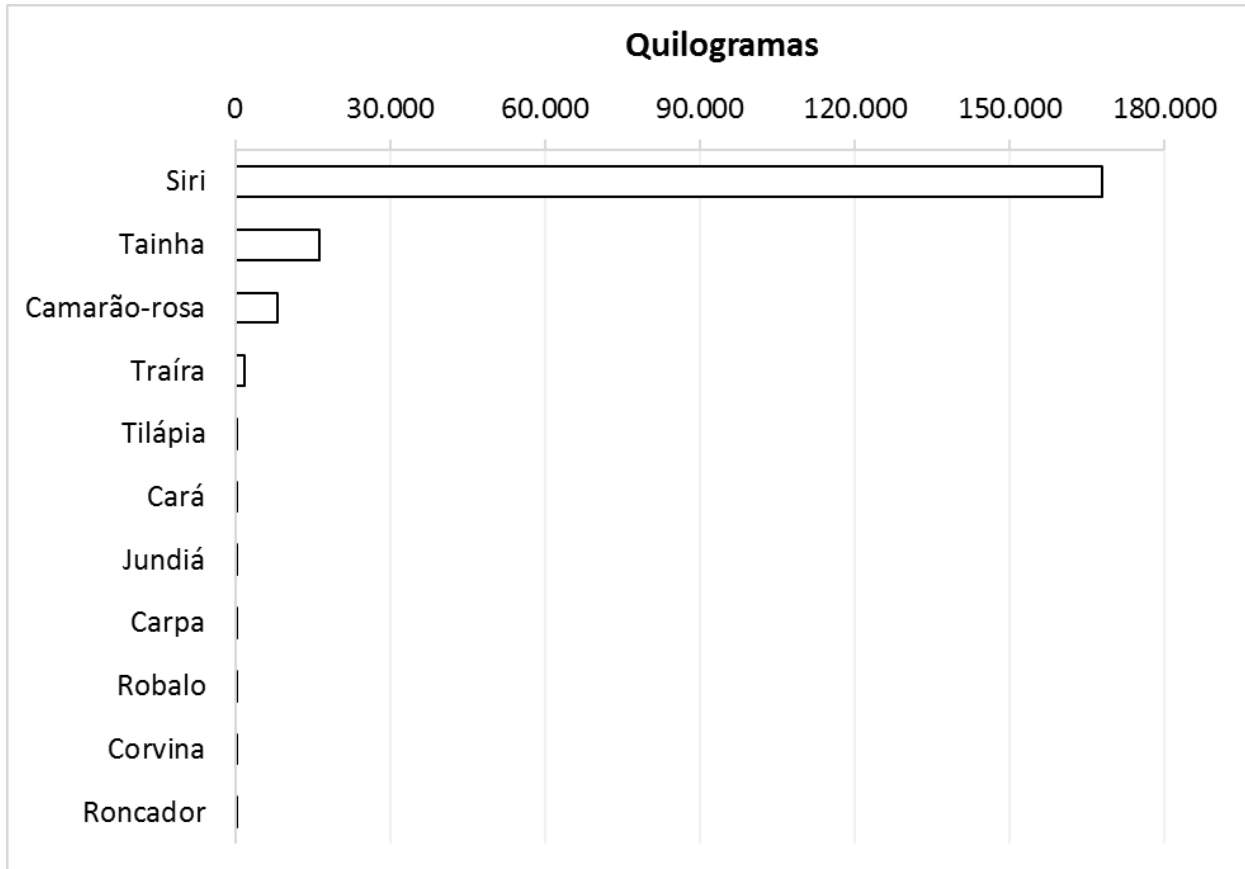 Quilogramas
0 30.000 60.000 90.000 120.000 150.000 180.000
Siri
Tainha
Camarão-rosa
Traíra
Tilápia
Cará
Jundiá
Carpa
Robalo
Corvina
Roncador